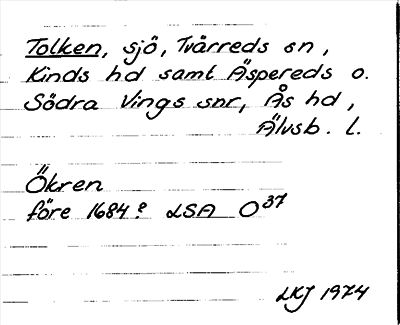 Tolken, sjö, Tvärreds sn,
Kinds hd samt Äspereds o.
Södra Vings snr, Ås hd,
Älvsb. l.
Ökren
före 1684? LSA O³⁷
LKJ 1974